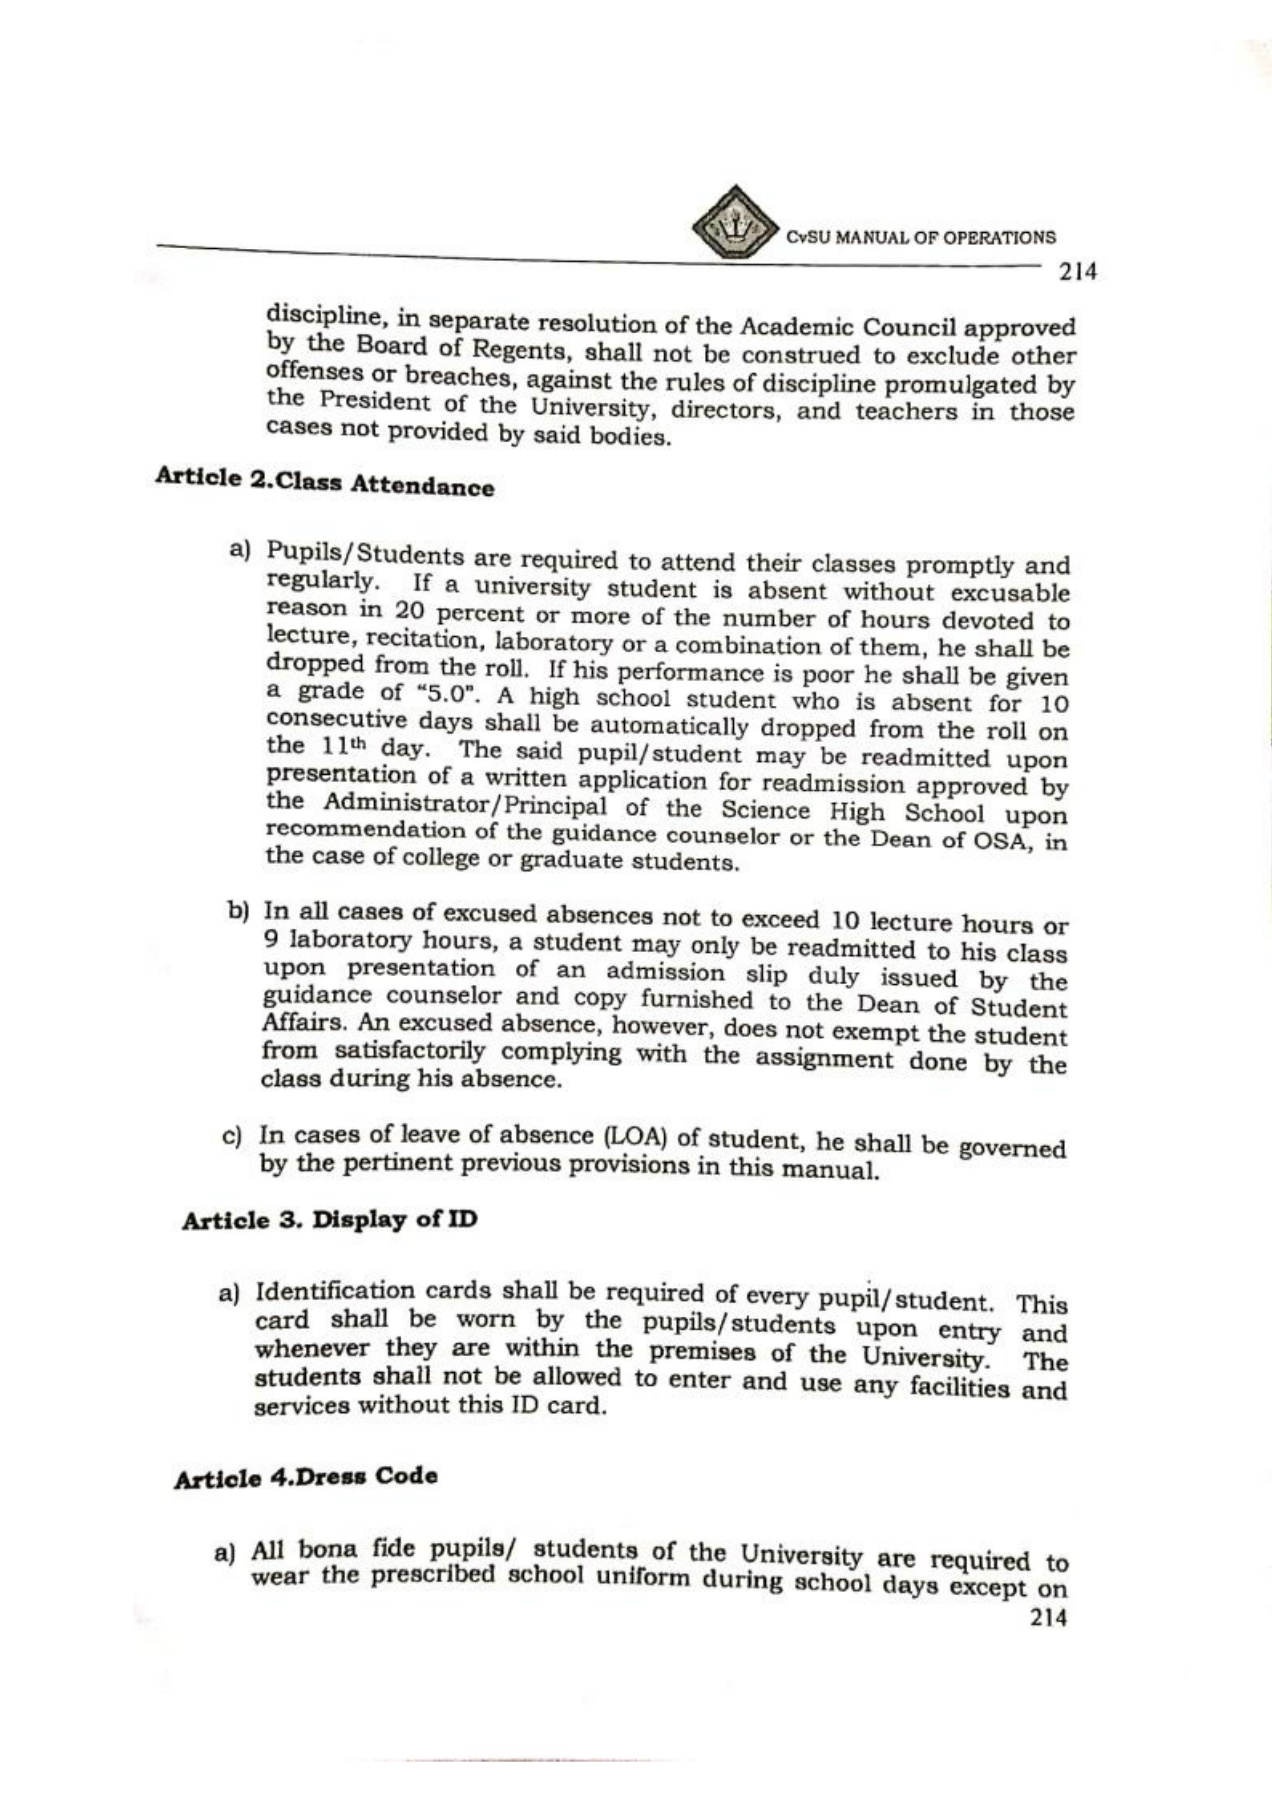 CvSU MANUAL OF OPERATIONS
214
discipline, in separate resolution of the Academic Council approved
by the Board of Regents, shall not be construed to exclude other
offenses or breaches, against the rules of discipline promulgated by
the President of the University, directors, and teachers in those
cases not provided by said bodies.
Article 2.Class Attendance
a) Pupils/Students are required to attend their classes promptly and
regularly. If a university student is absent without excusable
reason in 20 percent or more of the number of hours devoted to
lecture, recitation, laboratory or a combination of them, he shall be
dropped from the roll. If his performance is poor he shall be given
a grade of “5.0”. A high school student who is absent for 10
consecutive days shall be automatically dropped from the roll on
the 11th day. The said pupil/student may be readmitted upon
presentation of a written application for readmission approved by
the Administrator/Principal of the Science High School upon
recommendation of the guidance counselor or the Dean of OSA, in
the case of college or graduate students.
b) In all cases of excused absences not to exceed 10 lecture hours or
9 laboratory hours, a student may only be readmitted to his class
upon presentation of an admission slip duly issued by the
guidance counselor and copy furnished to the Dean of Student
Affairs. An excused absence, however, does not exempt the student
from satisfactorily complying with the assignment done by the
class during his absence.
c) In cases of leave of absence (LOA) of student, he shall be governed
by the pertinent previous provisions in this manual.
Article 3. Display of ID
a) Identification cards shall be required of every pupil/student. This
card shall be worn by the pupils/students upon entry and
whenever they are within the premises of the University. The
students shall not be allowed to enter and use any facilities and
services without this ID card.
Article 4.Dress Code
a) All bona fide pupils/ students of the University are required to
wear the prescribed school uniform during school days except on
214